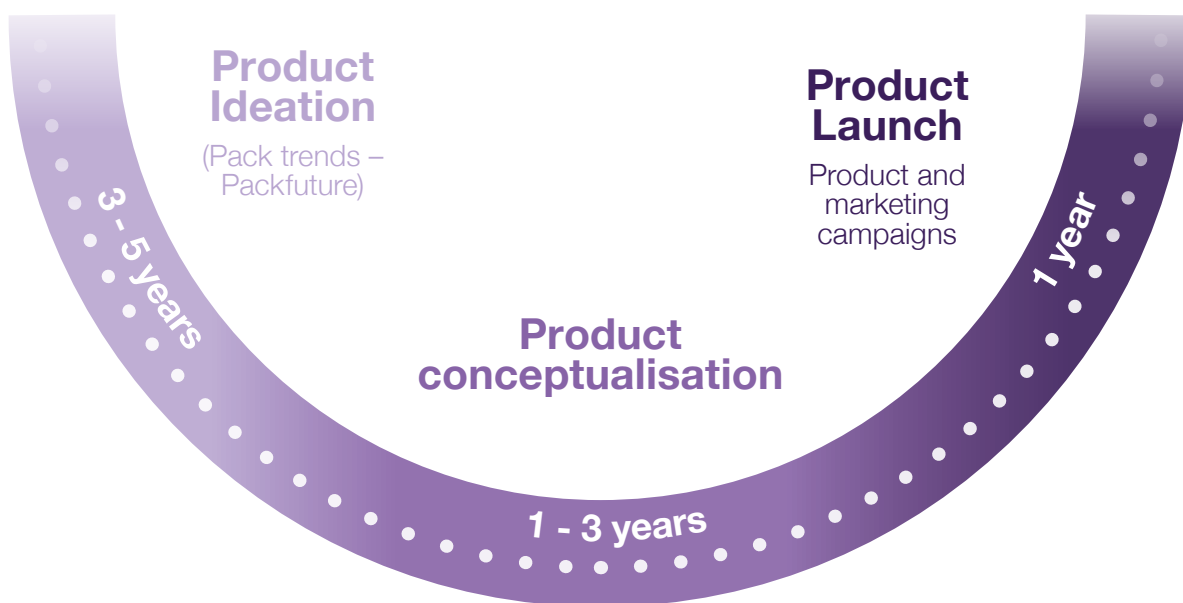 Product
Ideation
(Pack trends –
Packfuture)
3 - 5 years
Product
conceptualisation
1 - 3 years
Product
Launch
Product and
marketing
campaigns
1 year